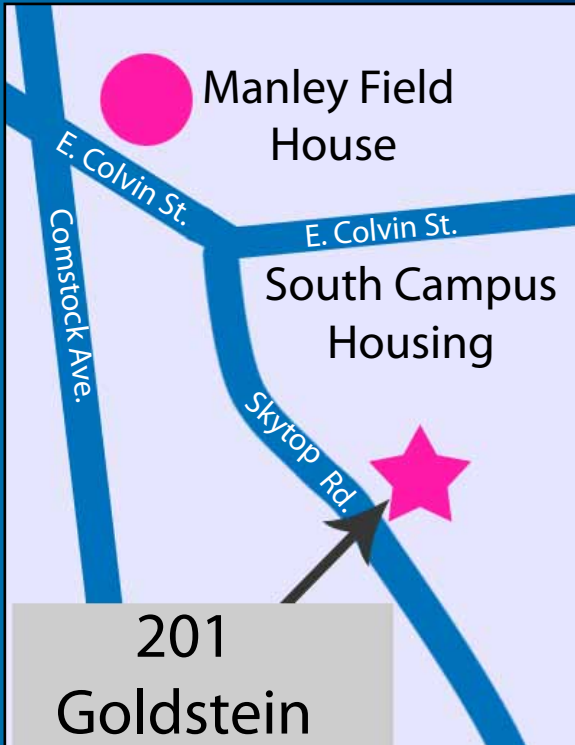 Manley Field
House
E. Colvin St.
E. Colvin St.
Comstock Ave.
South Campus
Housing
Skytop Rd.
201
Goldstein